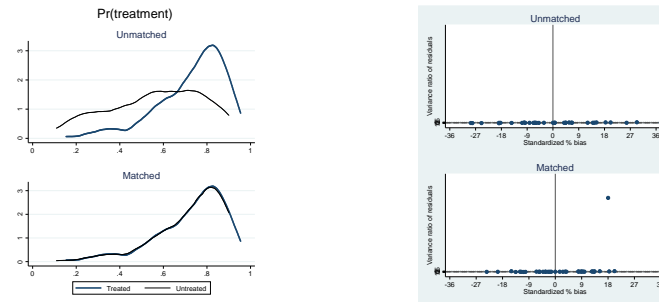 Pr(treatment)
Unmatched
3
2
1
0
0 .2 .4 .6 .8 1
Matched
3
2
1
0
0 .2 .4 .6 .8 1
Treated Untreated
Unmatched
Variance ratio of residuals
-36 -27 -18 -9 0 9 18 27 36
Standardized % bias
Matched
Variance ratio of residuals
-36 -27 -18 -9 0 9 18 27 36
Standardized % bias